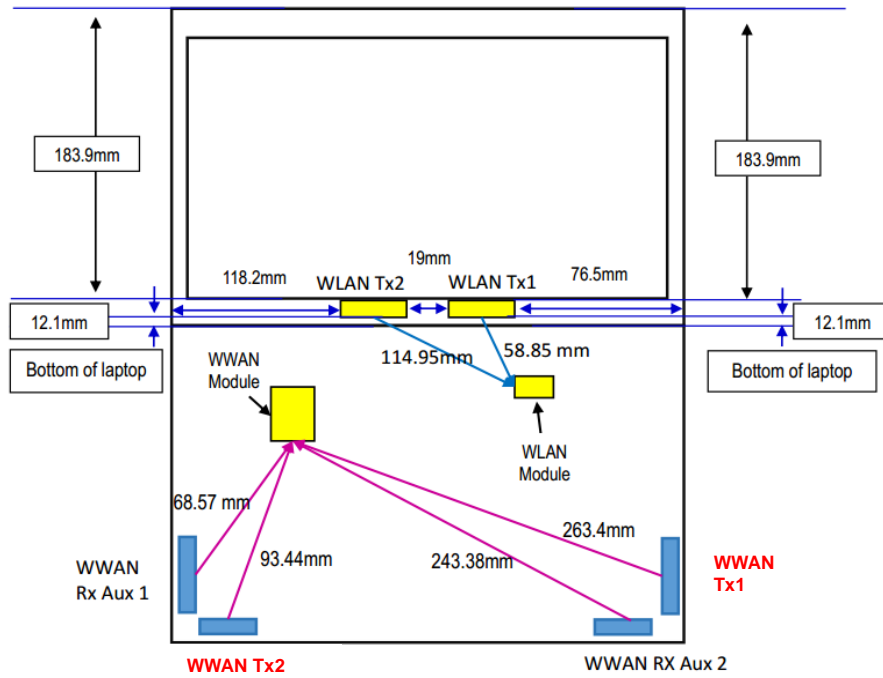 183.9mm
183.9mm
19mm
118.2mm
WLAN Tx2
WLAN Tx1
76.5mm
12.1mm
12.1mm
114.95mm
58.85 mm
Bottom of laptop
Bottom of laptop
WWAN
Module
WLAN
Module
68.57 mm
93.44mm
243.38mm
263.4mm
WWAN
Rx Aux 1
WWAN
Tx1
WWAN Tx2
WWAN RX Aux 2